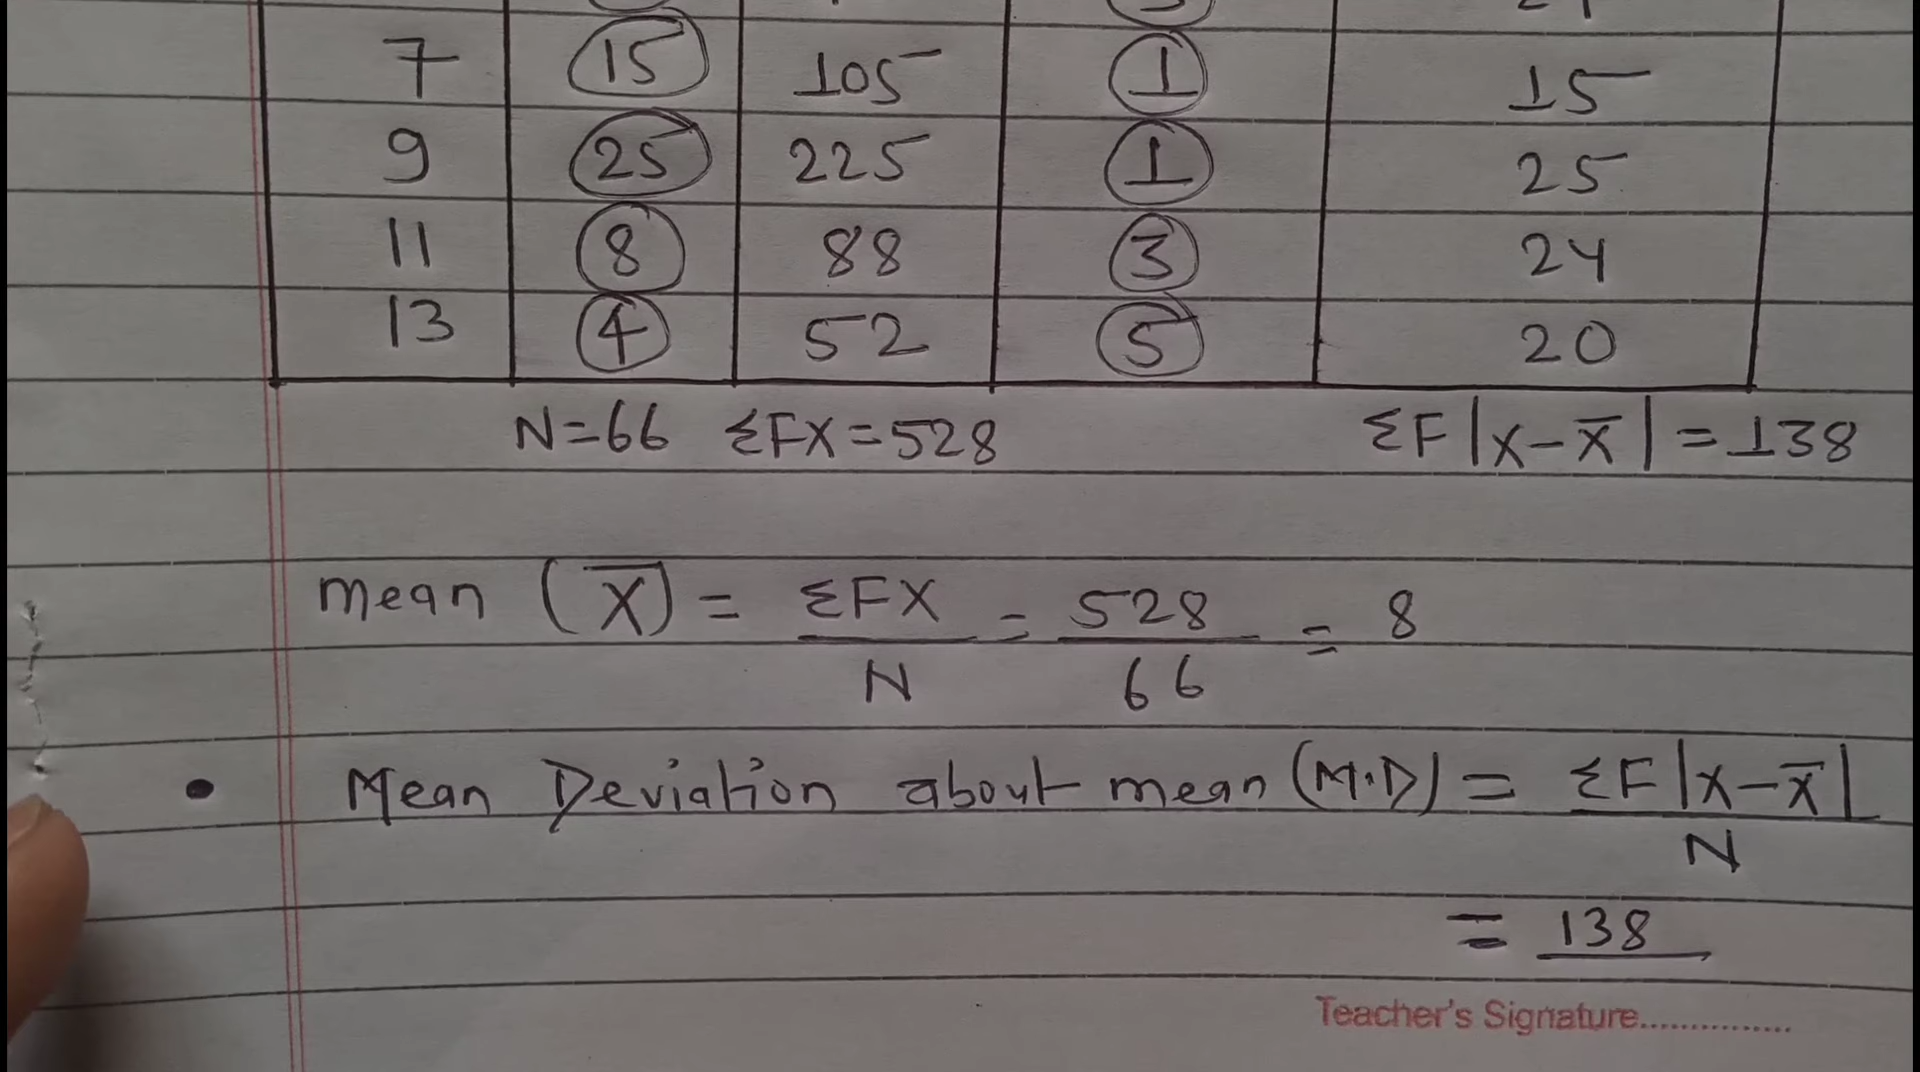 7 15 105 1 15
9 25 225 1 25
11 8 88 3 24
13 4 52 5 20
N=66 ΣFX=528 ΣF|X-X̅|=138
mean (X̅) = ΣFX/N = 528/66 = 8
• Mean Deviation about mean (M.D) = ΣF|X-X̅|/N
= 138
Teacher's Signature................